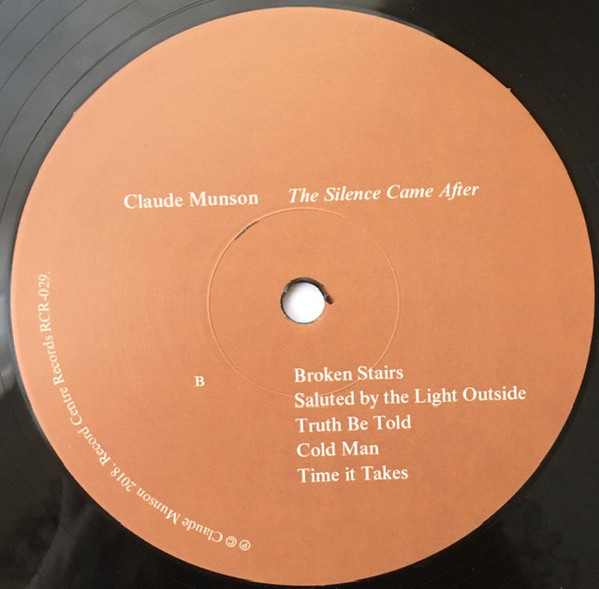 Claude Munson The Silence Came After
B
Broken Stairs
Saluted by the Light Outside
Truth Be Told
Cold Man
Time it Takes
℗ © Claude Munson 2018. Record Centre Records RCR-029.